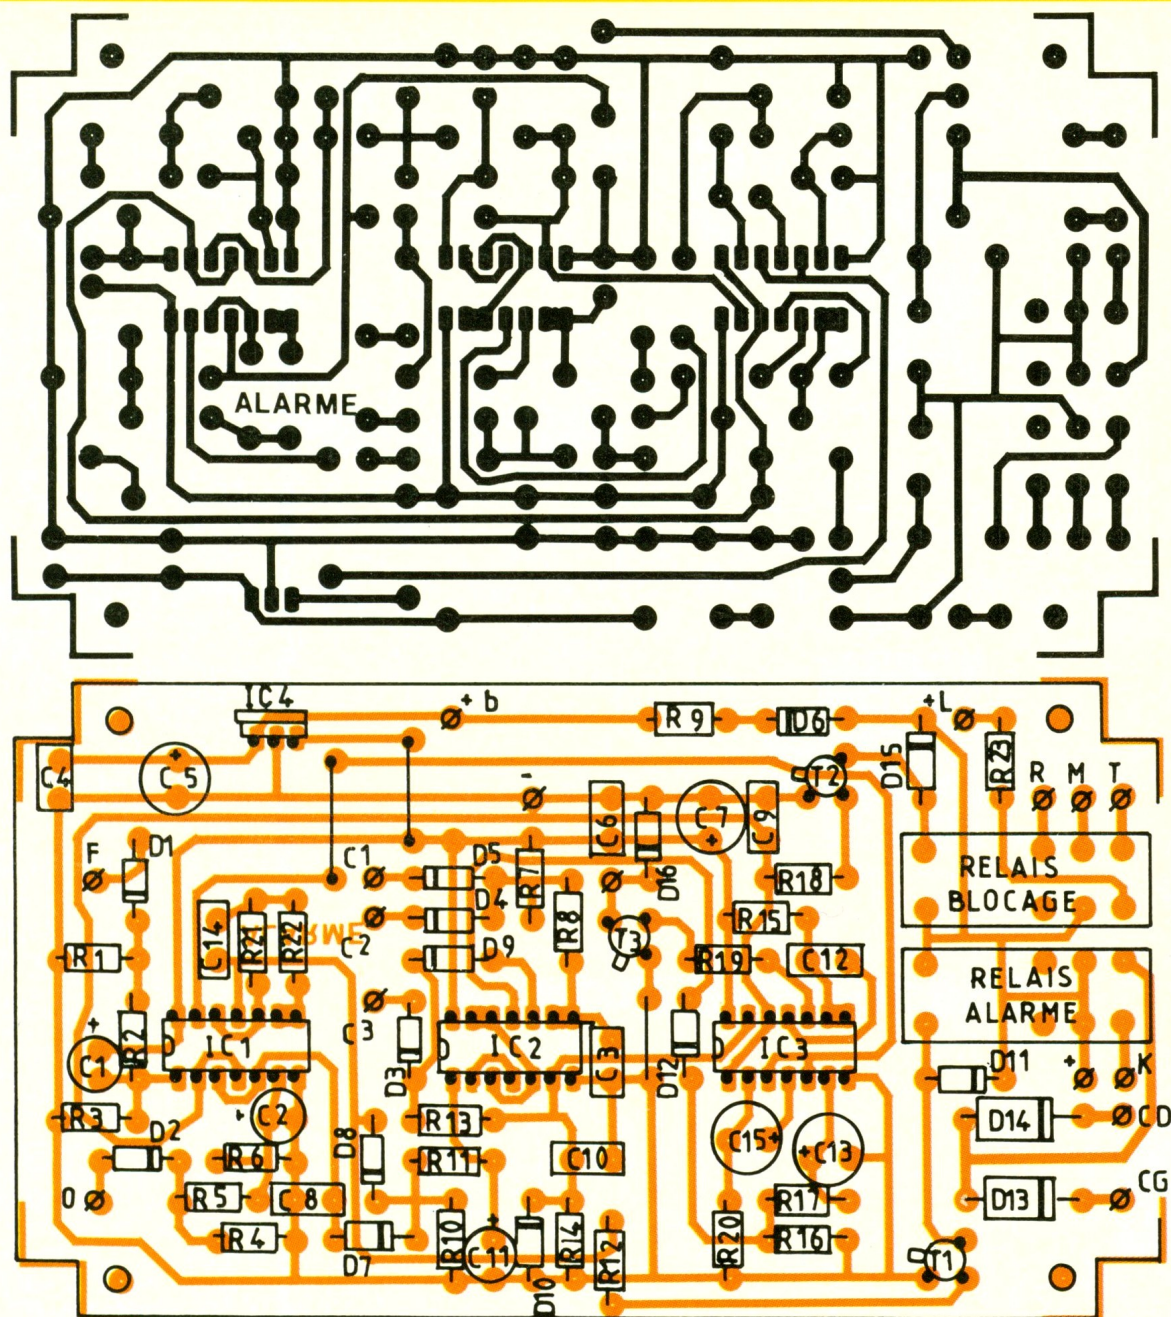 ALARME
IC4
+ b
+L
R9
D6
D15
R23
C4
+
C5
T2
R M T
-
F
D1
C1
D5
R7
C6
D16
C7
+
C9
R18
RELAIS
BLOCAGE
D4
R8
C2
D9
T3
R15
R19
C12
C14
R21
R22
ALARME
R1
RELAIS
ALARME
C3
+
C1
R2
IC1
D3
IC2
C3
D12
IC3
D11
+
K
R3
D2
+
C2
R13
D14
CD
D8
R11
C10
C15+
+C13
O
R6
R5
C8
R17
D13
CG
R4
D7
R10
+
C11
D10
R14
R12
R20
R16
T1